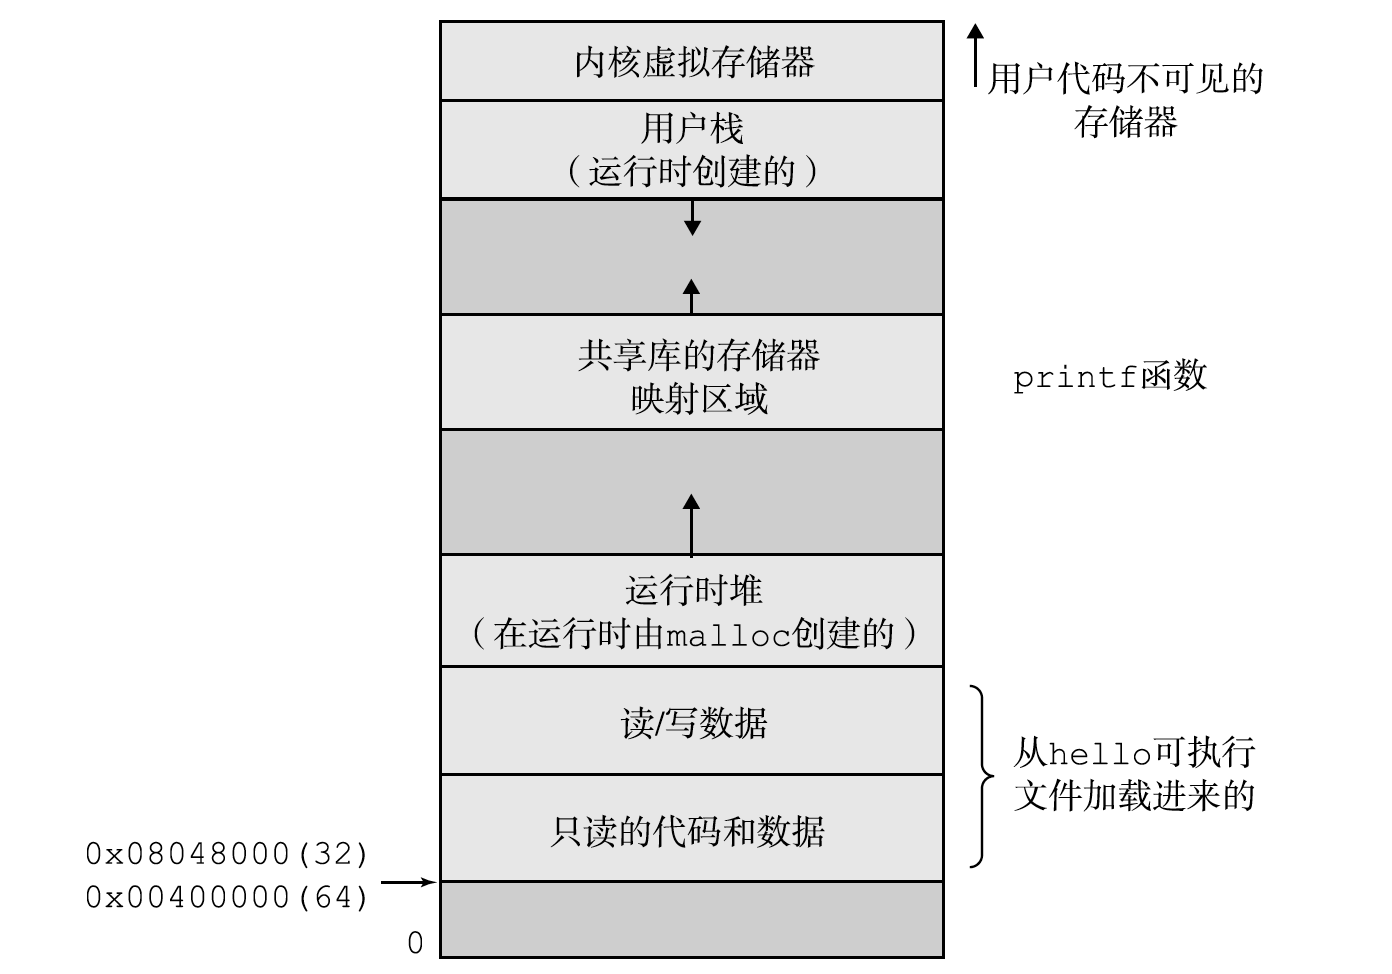 内核虚拟存储器
用户代码不可见的
存储器
用户栈
（运行时创建的）
共享库的存储器
映射区域
printf函数
运行时堆
（在运行时由malloc创建的）
读/写数据
从hello可执行
文件加载进来的
只读的代码和数据
0x08048000(32)
0x00400000(64)
0